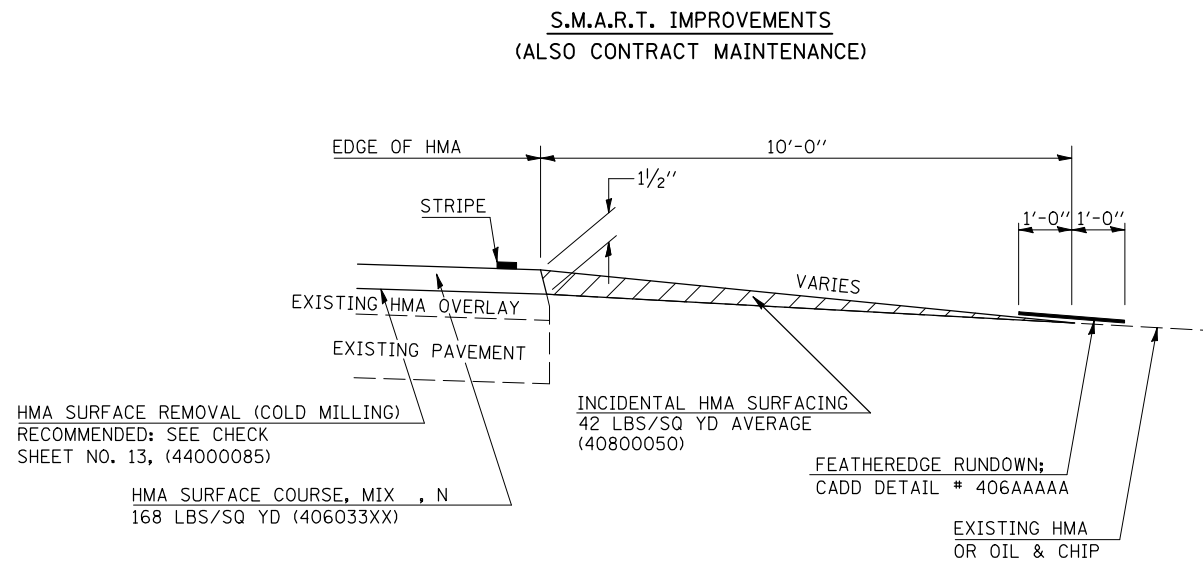 S.M.A.R.T. IMPROVEMENTS
(ALSO CONTRACT MAINTENANCE)
EDGE OF HMA
10'-0"
1 1/2"
STRIPE
1'-0"
1'-0"
VARIES
EXISTING HMA OVERLAY
EXISTING PAVEMENT
HMA SURFACE REMOVAL (COLD MILLING)
RECOMMENDED: SEE CHECK
SHEET NO. 13, (44000085)
INCIDENTAL HMA SURFACING
42 LBS/SQ YD AVERAGE
(40800050)
FEATHEREDGE RUNDOWN;
CADD DETAIL # 406AAAAA
HMA SURFACE COURSE, MIX , N
168 LBS/SQ YD (406033XX)
EXISTING HMA
OR OIL & CHIP